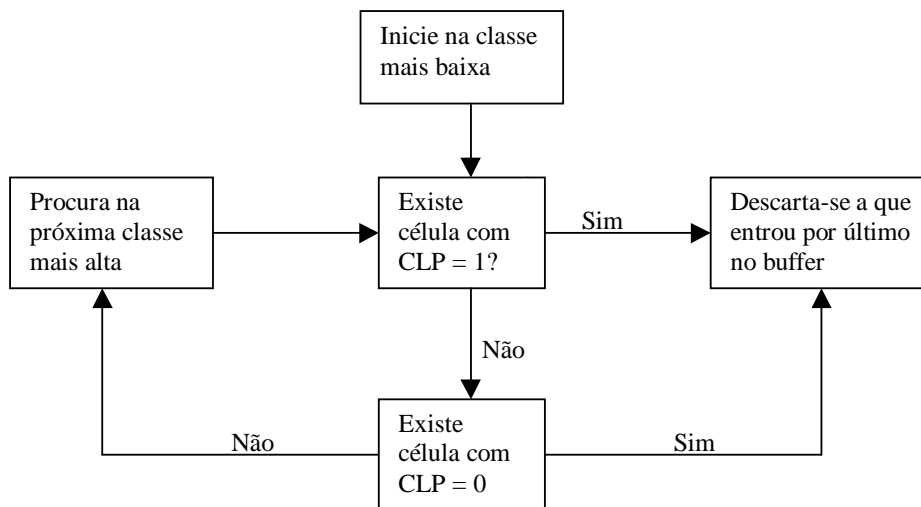 Inicie na classe
mais baixa
Procura na
próxima classe
mais alta
Existe
célula com
CLP = 1?
Sim
Descarta-se a que
entrou por último
no buffer
Não
Não
Existe
célula com
CLP = 0
Sim